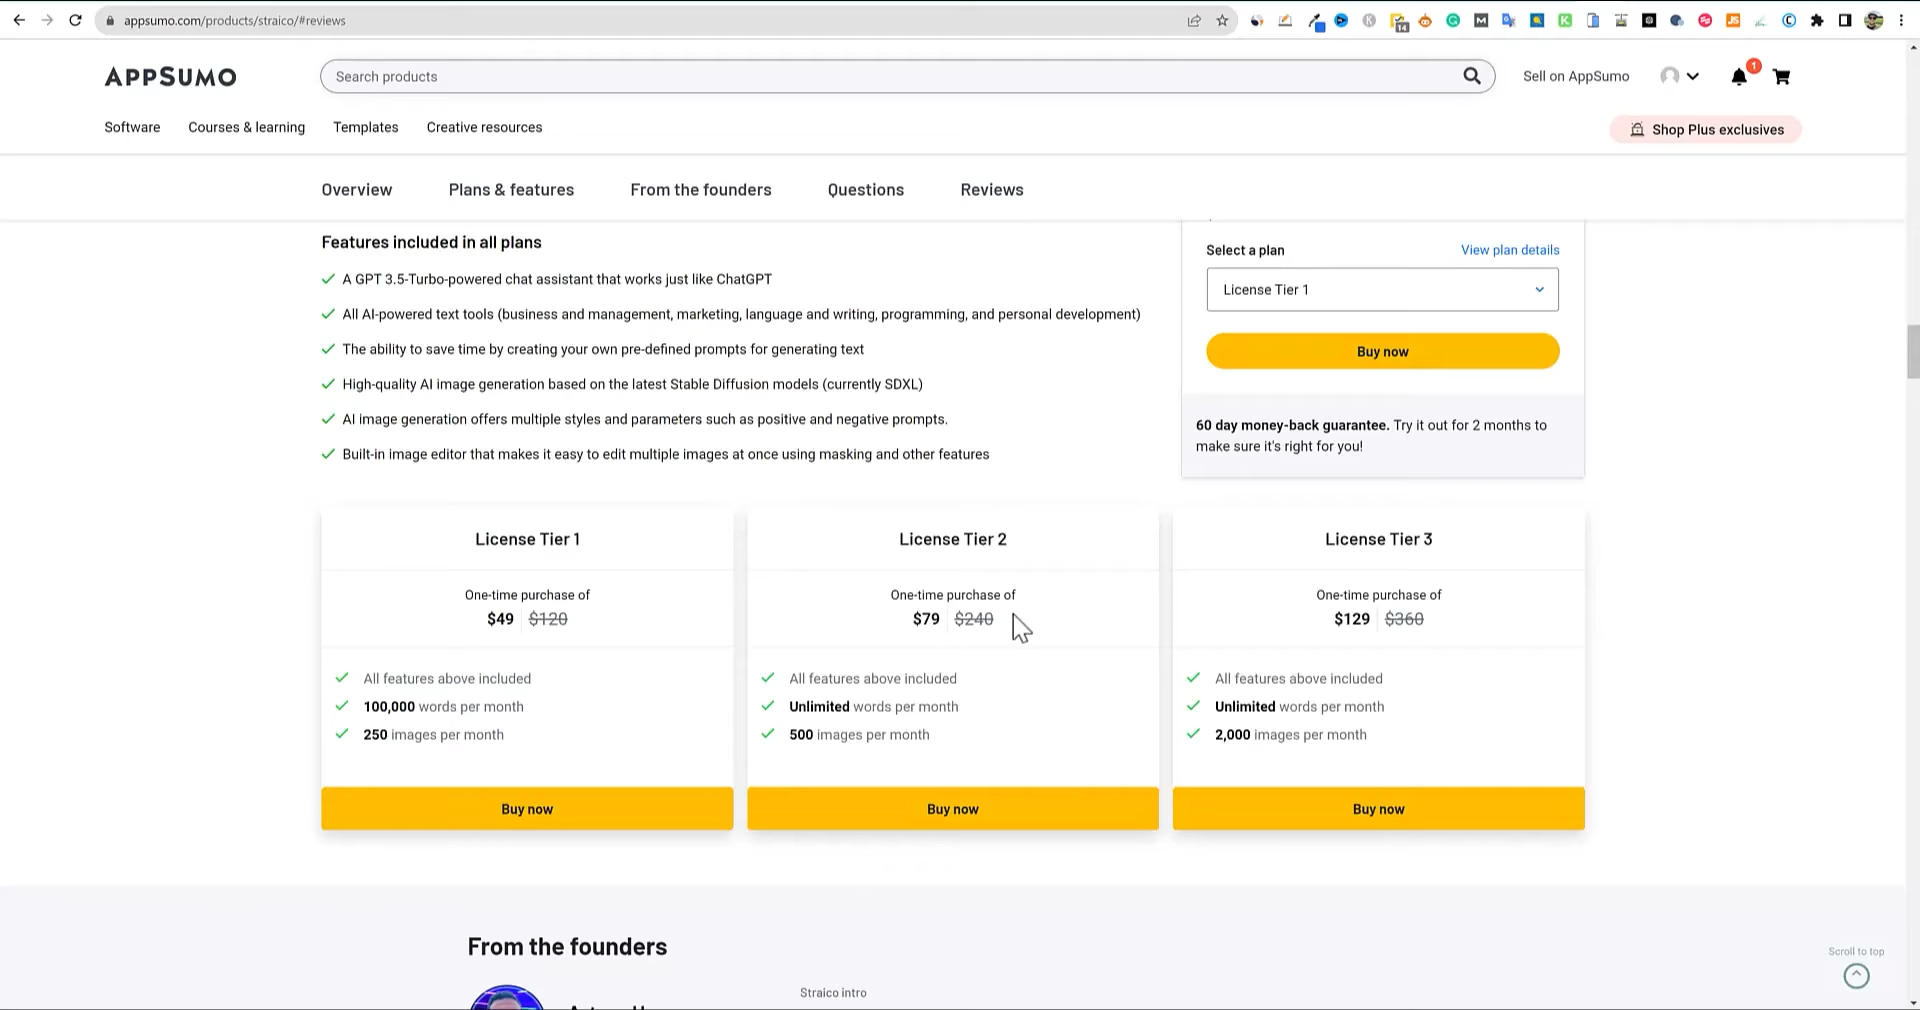 appsumo.com/products/straico/#reviews
14
APPSUMO
Search products
Sell on AppSumo
1
Software
Courses & learning
Templates
Creative resources
Shop Plus exclusives
Overview
Plans & features
From the founders
Questions
Reviews
Features included in all plans
A GPT 3.5-Turbo-powered chat assistant that works just like ChatGPT
All AI-powered text tools (business and management, marketing, language and writing, programming, and personal development)
The ability to save time by creating your own pre-defined prompts for generating text
High-quality AI image generation based on the latest Stable Diffusion models (currently SDXL)
AI image generation offers multiple styles and parameters such as positive and negative prompts.
Built-in image editor that makes it easy to edit multiple images at once using masking and other features
Select a plan
View plan details
License Tier 1
Buy now
60 day money-back guarantee. Try it out for 2 months to
make sure it's right for you!
License Tier 1
One-time purchase of
$49 $120
All features above included
100,000 words per month
250 images per month
Buy now
License Tier 2
One-time purchase of
$79 $240
All features above included
Unlimited words per month
500 images per month
Buy now
License Tier 3
One-time purchase of
$129 $360
All features above included
Unlimited words per month
2,000 images per month
Buy now
From the founders
Straico intro
Scroll to top